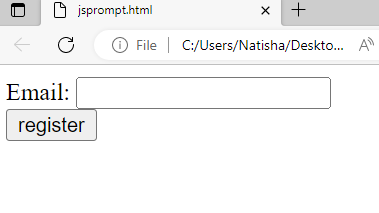 jsprompt.html
File C:/Users/Natisha/Deskto...
Email:
register